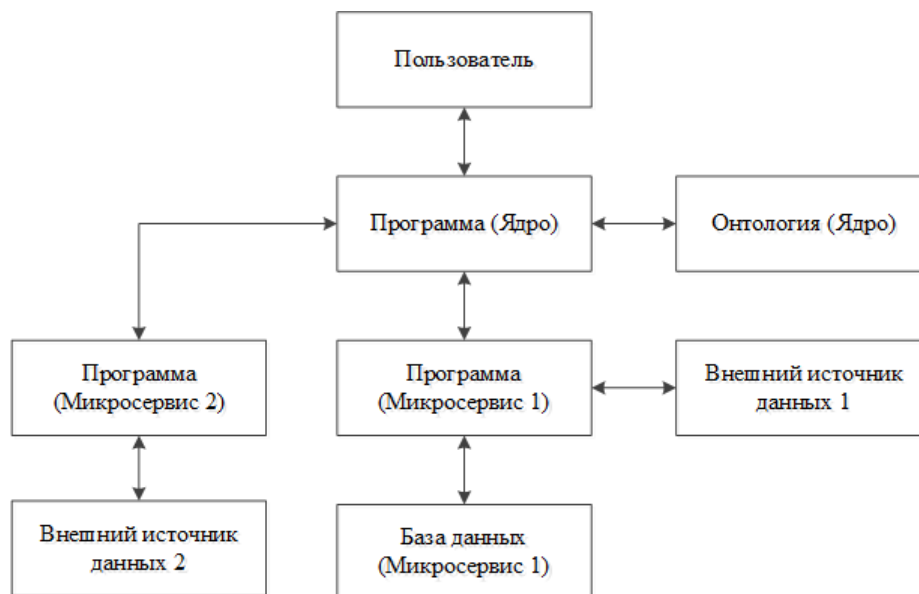 Пользователь
Программа (Ядро)
Онтология (Ядро)
Программа
(Микросервис 2)
Программа
(Микросервис 1)
Внешний источник
данных 1
Внешний источник
данных 2
База данных
(Микросервис 1)